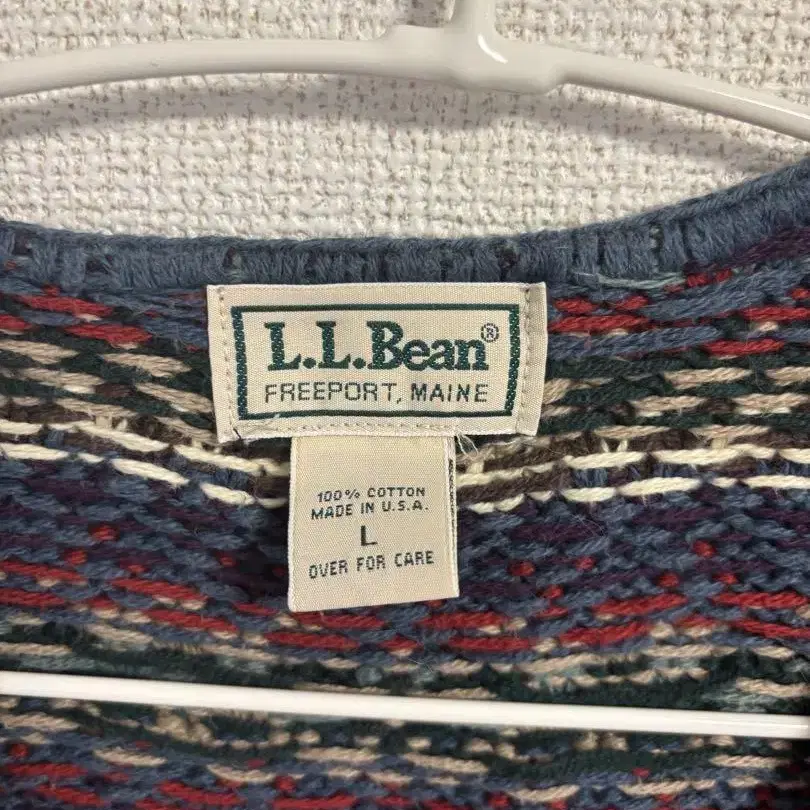 L.L.Bean®
FREEPORT, MAINE
100% COTTON
MADE IN U.S.A.
L
OVER FOR CARE